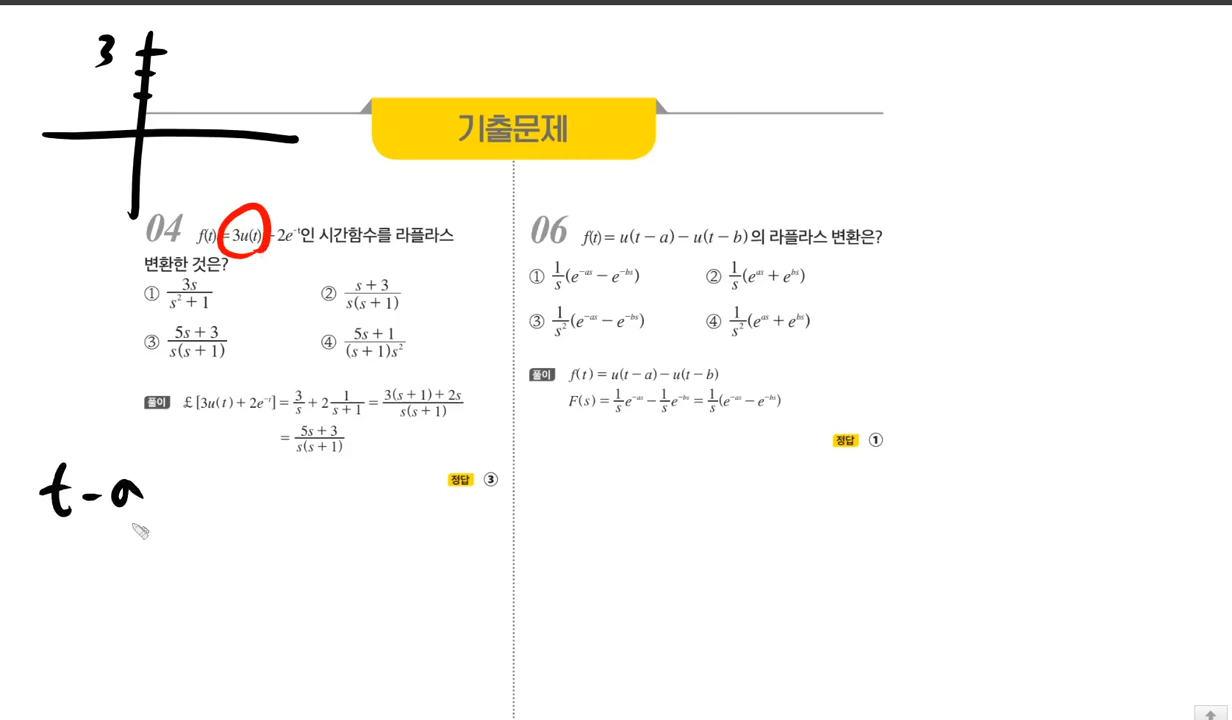 3
기출문제
04 f(t) = 3u(t) + 2e⁻ᵗ인 시간함수를 라플라스
변환한 것은?
① 3s/(s² + 1) ② (s + 3)/(s(s + 1))
③ (5s + 3)/(s(s + 1)) ④ (5s + 1)/((s + 1)s²)
풀이 £[3u(t) + 2e⁻ᵗ] = 3/s + 2 1/(s + 1) = (3(s + 1) + 2s)/(s(s + 1))
= (5s + 3)/(s(s + 1))
정답 ③
t - a
06 f(t) = u(t − a) − u(t − b)의 라플라스 변환은?
① 1/s(e⁻ᵃˢ − e⁻ᵇˢ) ② 1/s(eᵃˢ + eᵇˢ)
③ 1/s²(e⁻ᵃˢ − e⁻ᵇˢ) ④ 1/s²(eᵃˢ + eᵇˢ)
풀이 f(t) = u(t − a) − u(t − b)
F(s) = 1/s e⁻ᵃˢ − 1/s e⁻ᵇˢ = 1/s(e⁻ᵃˢ − e⁻ᵇˢ)
정답 ①